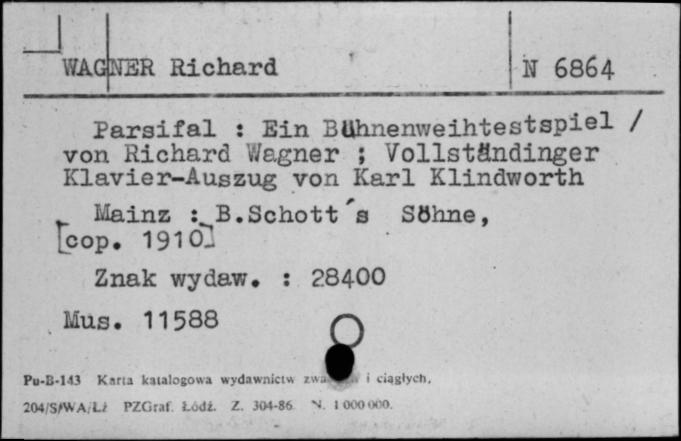 WAGNER Richard N 6864
Parsifal : Ein Bühnenweihtestspiel /
von Richard Wagner ; Vollständinger
Klavier-Auszug von Karl Klindworth
Mainz : B.Schott´s Söhne,
[cop. 1910]
Znak wydaw. : 28400
Mus. 11588
Pu-B-143 Karta katalogowa wydawnictw i ciągłych.
204/S/WA/Łź PZGraf. Łódź. Z. 304-86 N. 1 000 000.